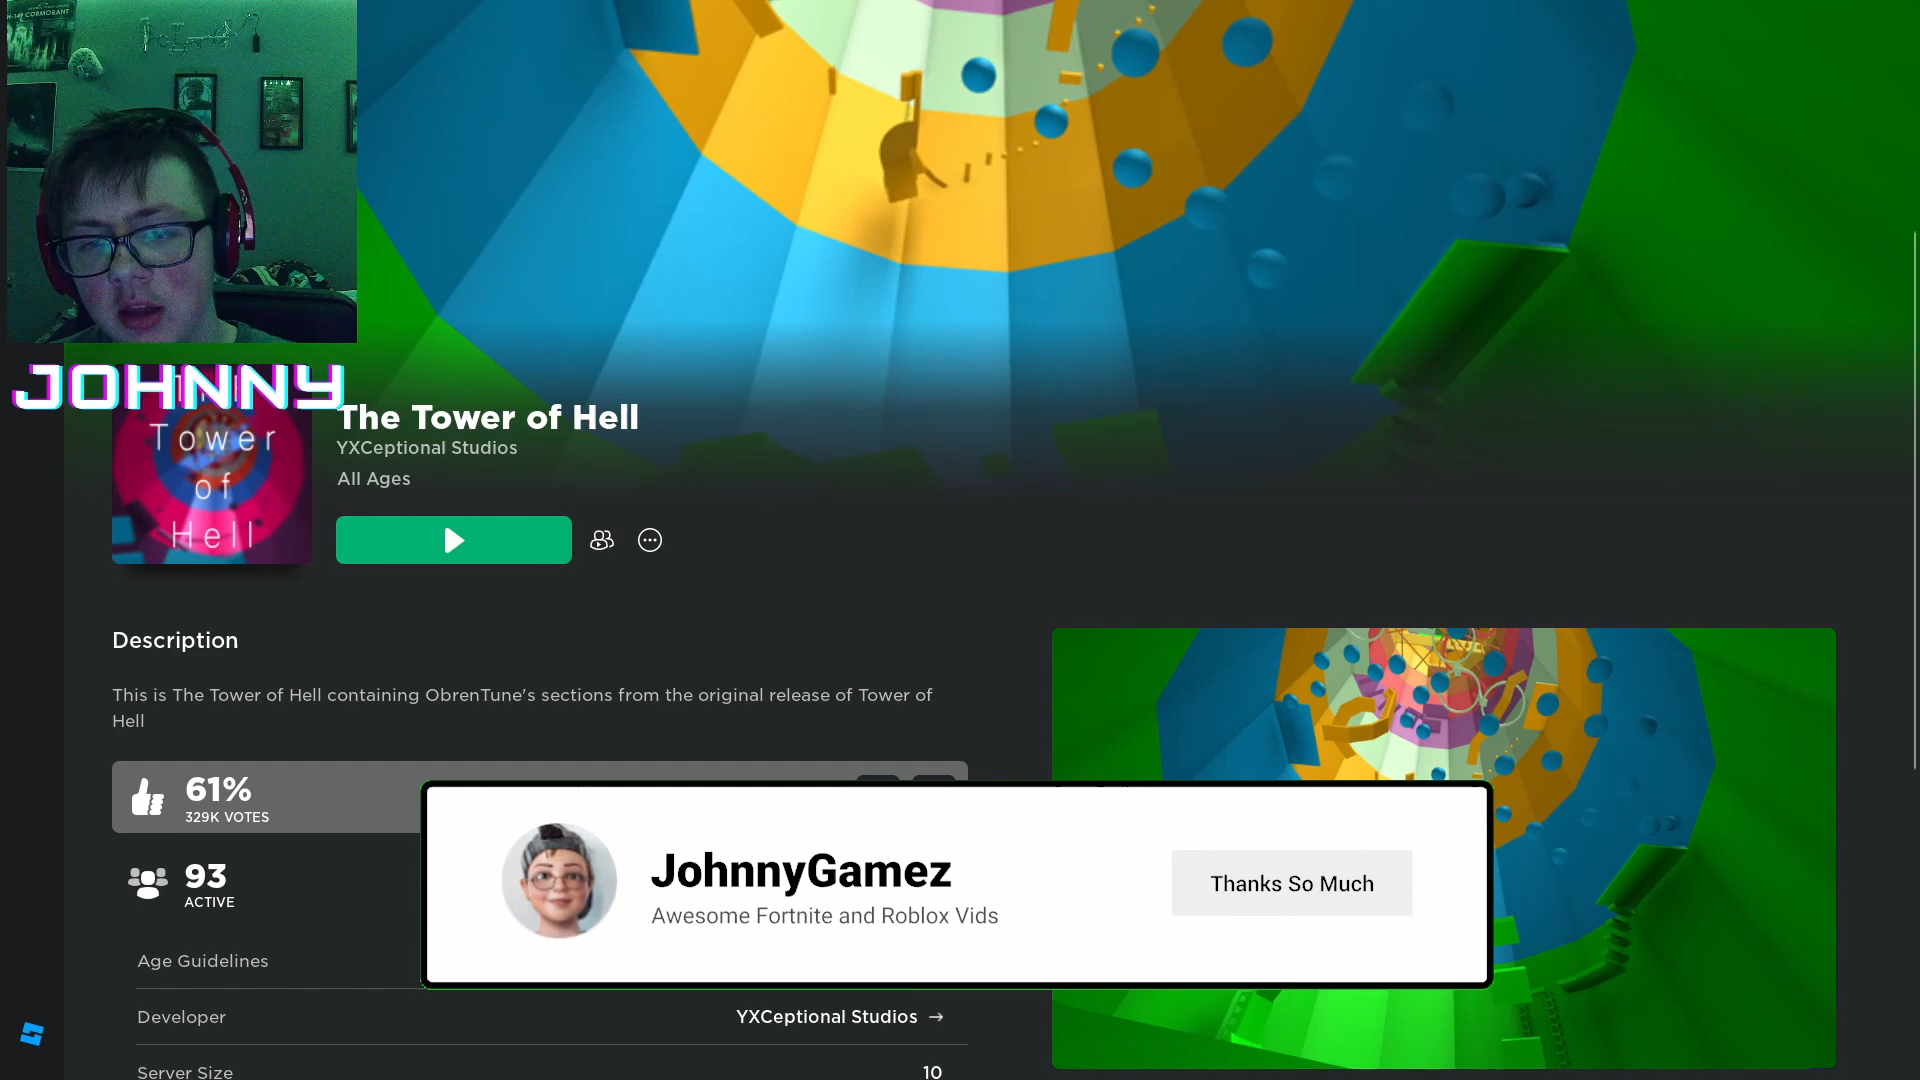 CORMORANT
JOHNNY
Tower
of
Hell
The Tower of Hell
YXCeptional Studios
All Ages
Description
This is The Tower of Hell containing ObrenTune's sections from the original release of Tower of
Hell
61%
329K VOTES
93
ACTIVE
JohnnyGamez
Awesome Fortnite and Roblox Vids
Thanks So Much
Age Guidelines
Developer
YXCeptional Studios →
Server Size
10